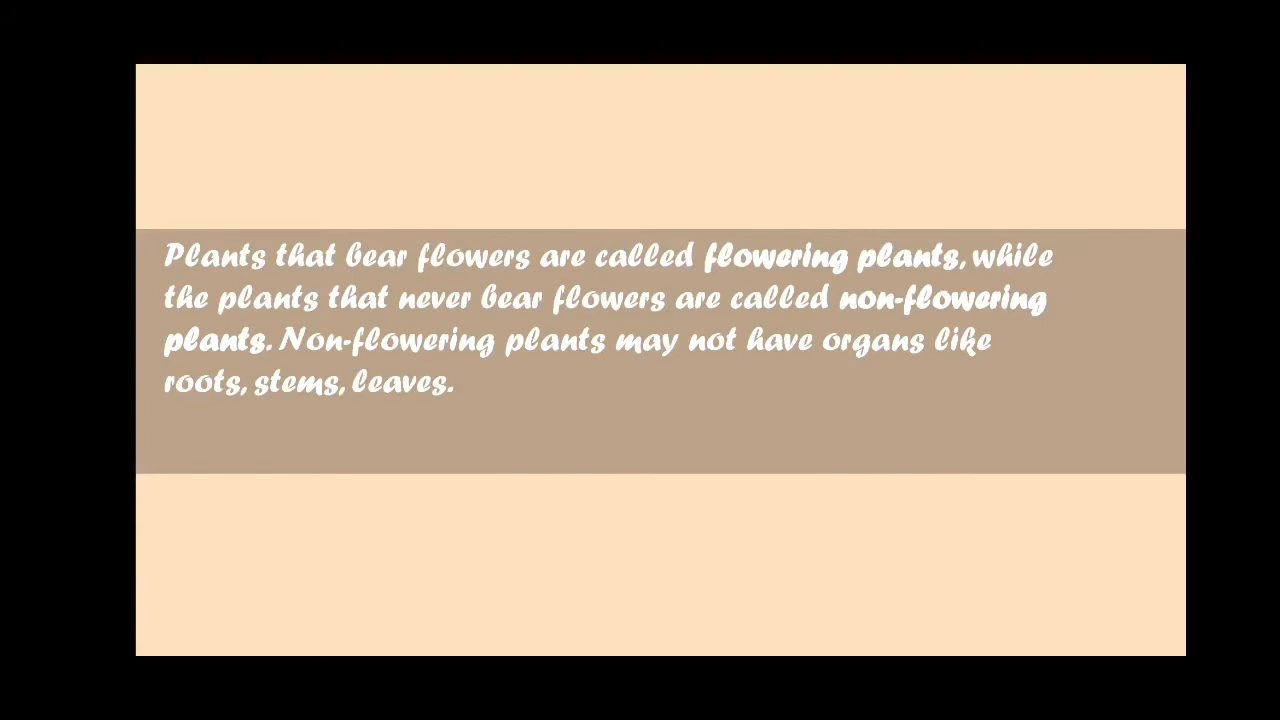 Plants that bear flowers are called flowering plants, while
the plants that never bear flowers are called non-flowering
plants. Non-flowering plants may not have organs like
roots, stems, leaves.